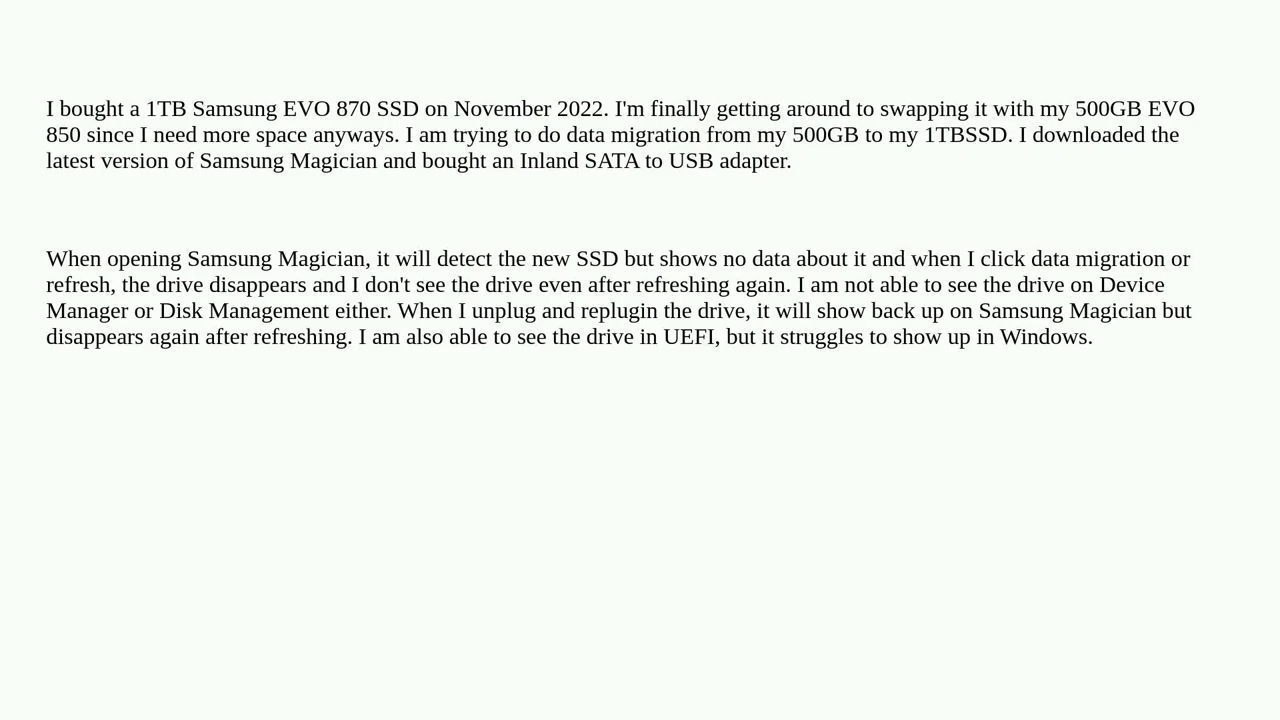 I bought a 1TB Samsung EVO 870 SSD on November 2022. I'm finally getting around to swapping it with my 500GB EVO
850 since I need more space anyways. I am trying to do data migration from my 500GB to my 1TBSSD. I downloaded the
latest version of Samsung Magician and bought an Inland SATA to USB adapter.
When opening Samsung Magician, it will detect the new SSD but shows no data about it and when I click data migration or
refresh, the drive disappears and I don't see the drive even after refreshing again. I am not able to see the drive on Device
Manager or Disk Management either. When I unplug and replugin the drive, it will show back up on Samsung Magician but
disappears again after refreshing. I am also able to see the drive in UEFI, but it struggles to show up in Windows.